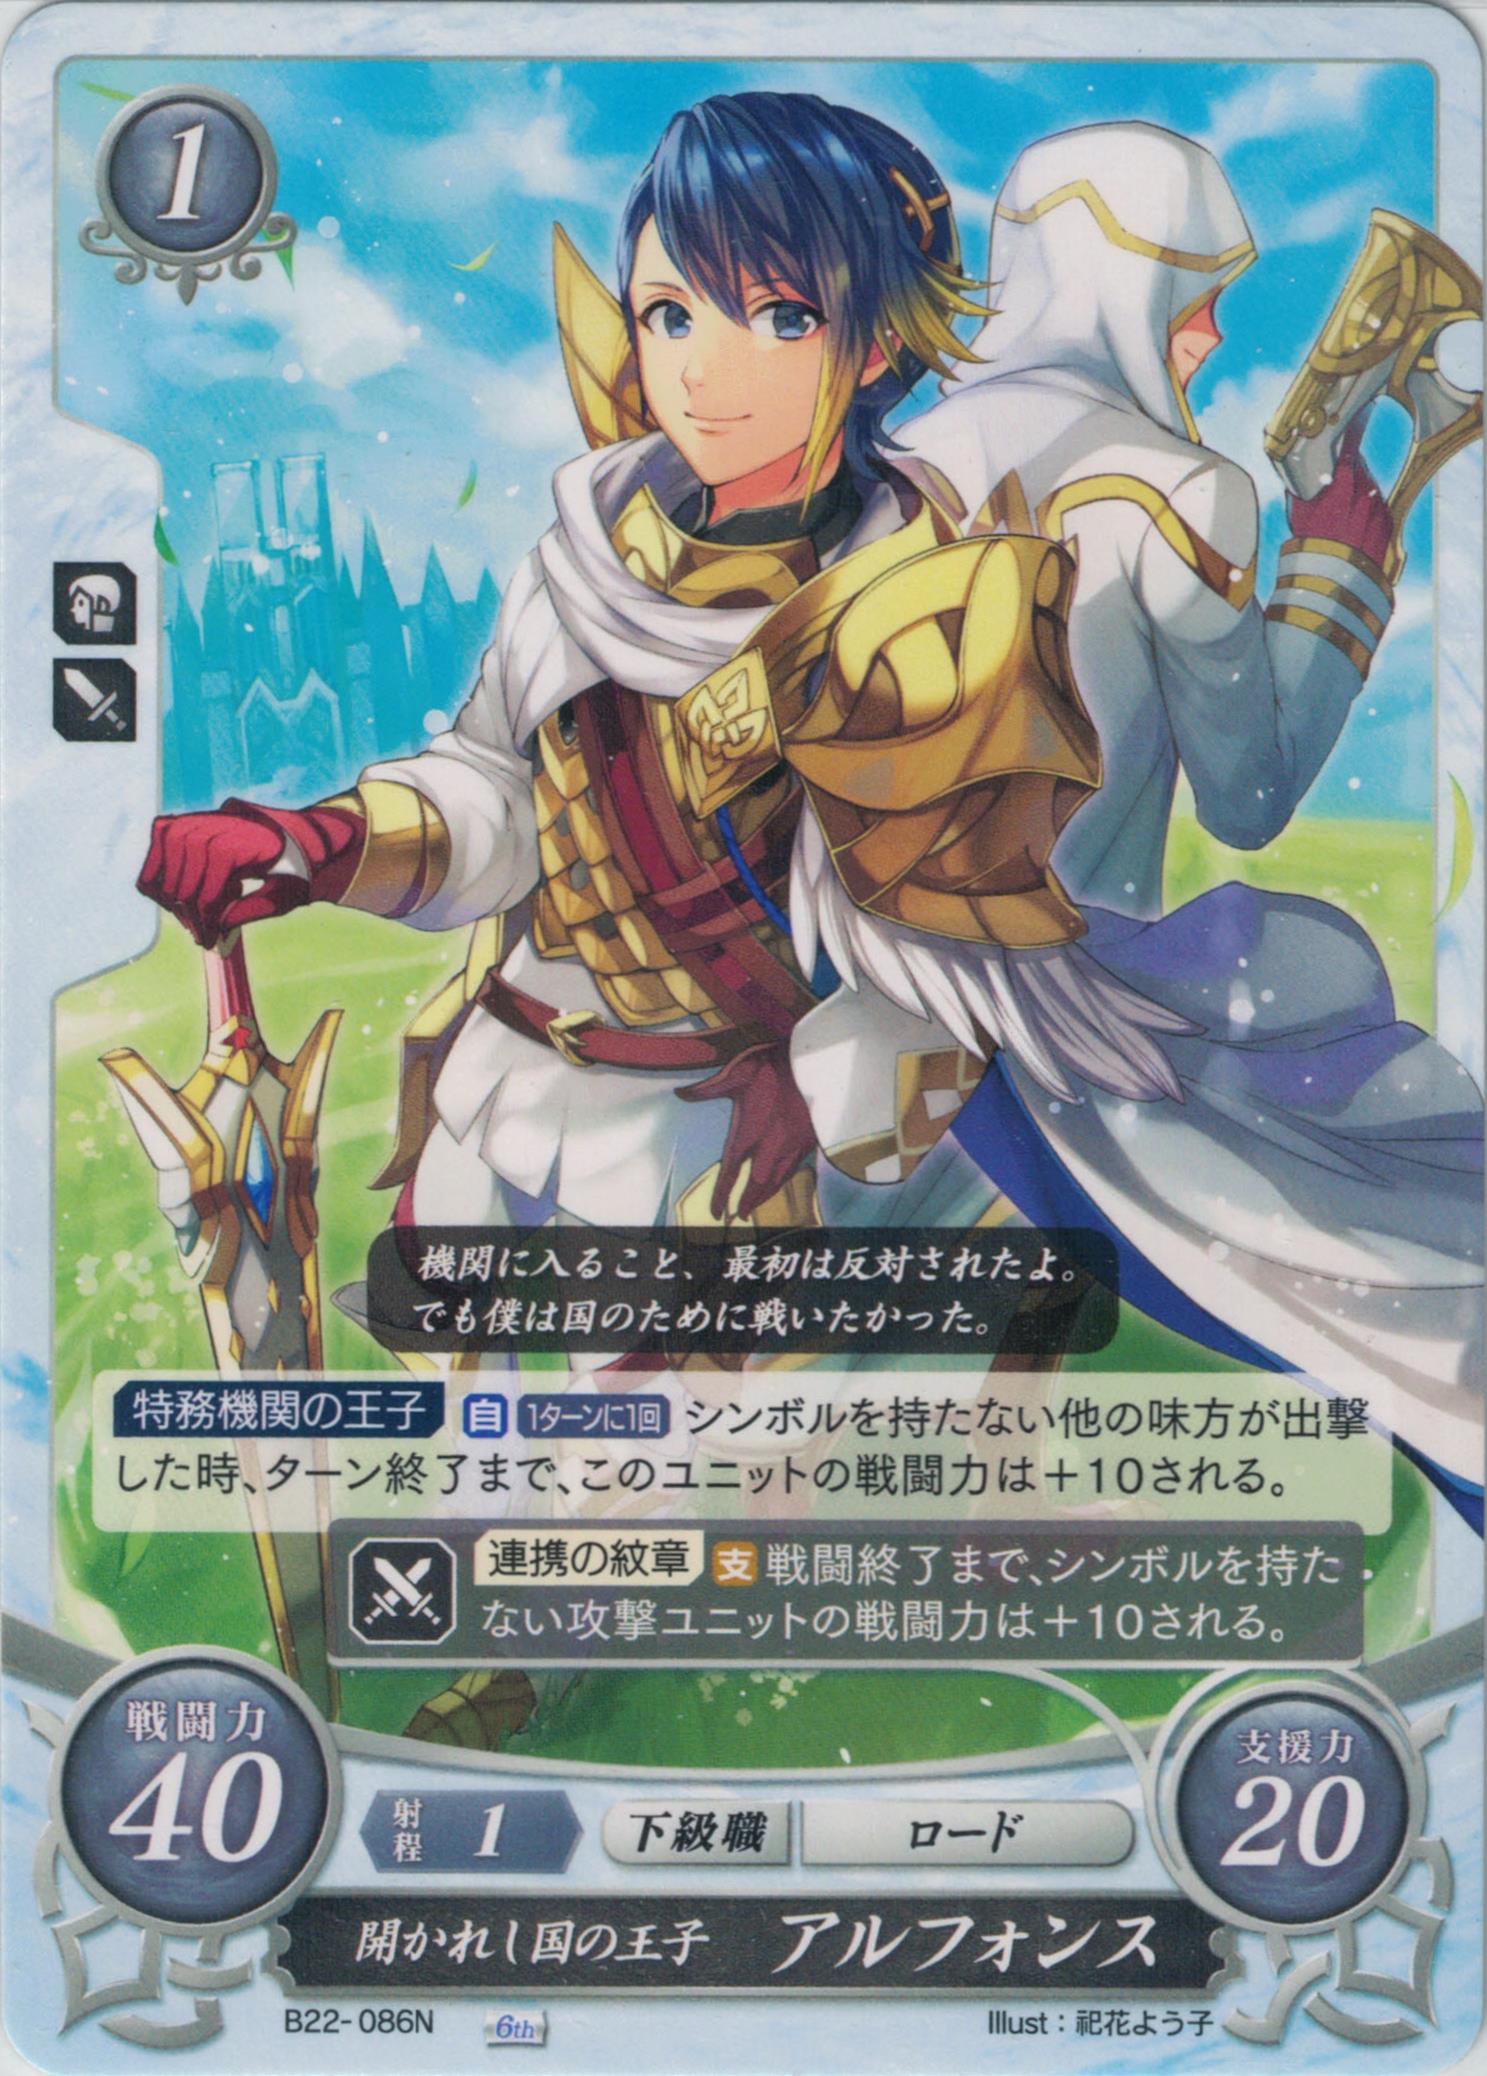 1
機関に入ること、最初は反対されたよ。
でも僕は国のために戦いたかった。
特務機関の王子 自 1ターンに1回 シンボルを持たない他の味方が出撃
した時、ターン終了まで、このユニットの戦闘力は＋10される。
連携の紋章 支 戦闘終了まで、シンボルを持た
ない攻撃ユニットの戦闘力は＋10される。
戦闘力
40
射程 1
下級職
ロード
支援力
20
開かれし国の王子 アルフォンス
B22-086N
6th
Illust：祀花よう子